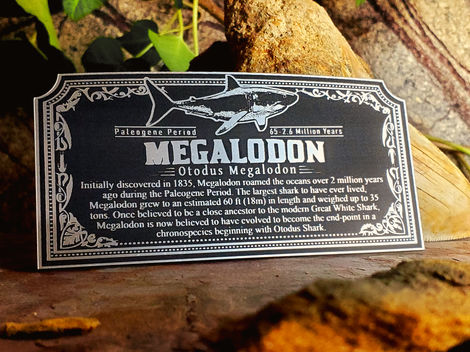 Paleogene Period 65-2.6 Million Years
MEGALODON
Otodus Megalodon
Initially discovered in 1835, Megalodon roamed the oceans over 2 million years
ago during the Paleogene Period. The largest shark to have ever lived,
Megalodon grew to an estimated 60 ft (18m) in length and weighed up to 35
tons. Once believed to be a close ancestor to the modern Great White Shark,
Megalodon is now believed to have evolved to become the end-point in a
chronospecies beginning with Otodus Shark.